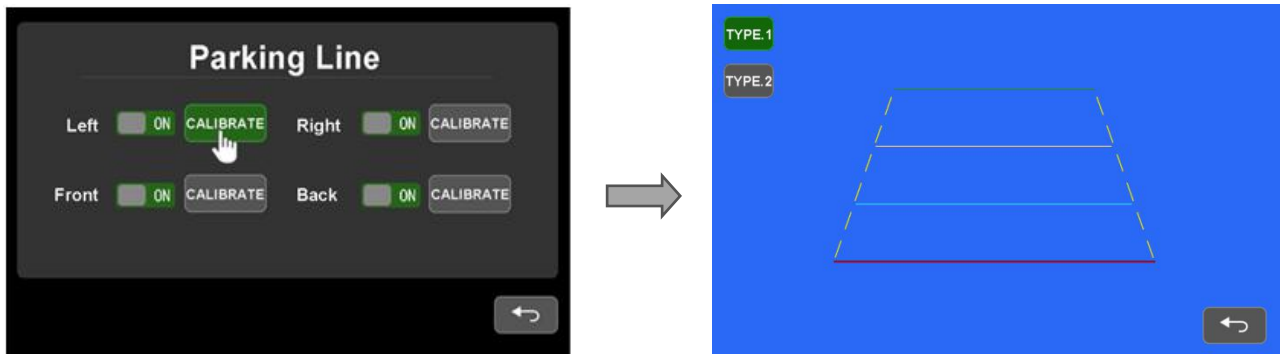 Parking Line
Left ON CALIBRATE Right ON CALIBRATE
Front ON CALIBRATE Back ON CALIBRATE
TYPE.1
TYPE.2